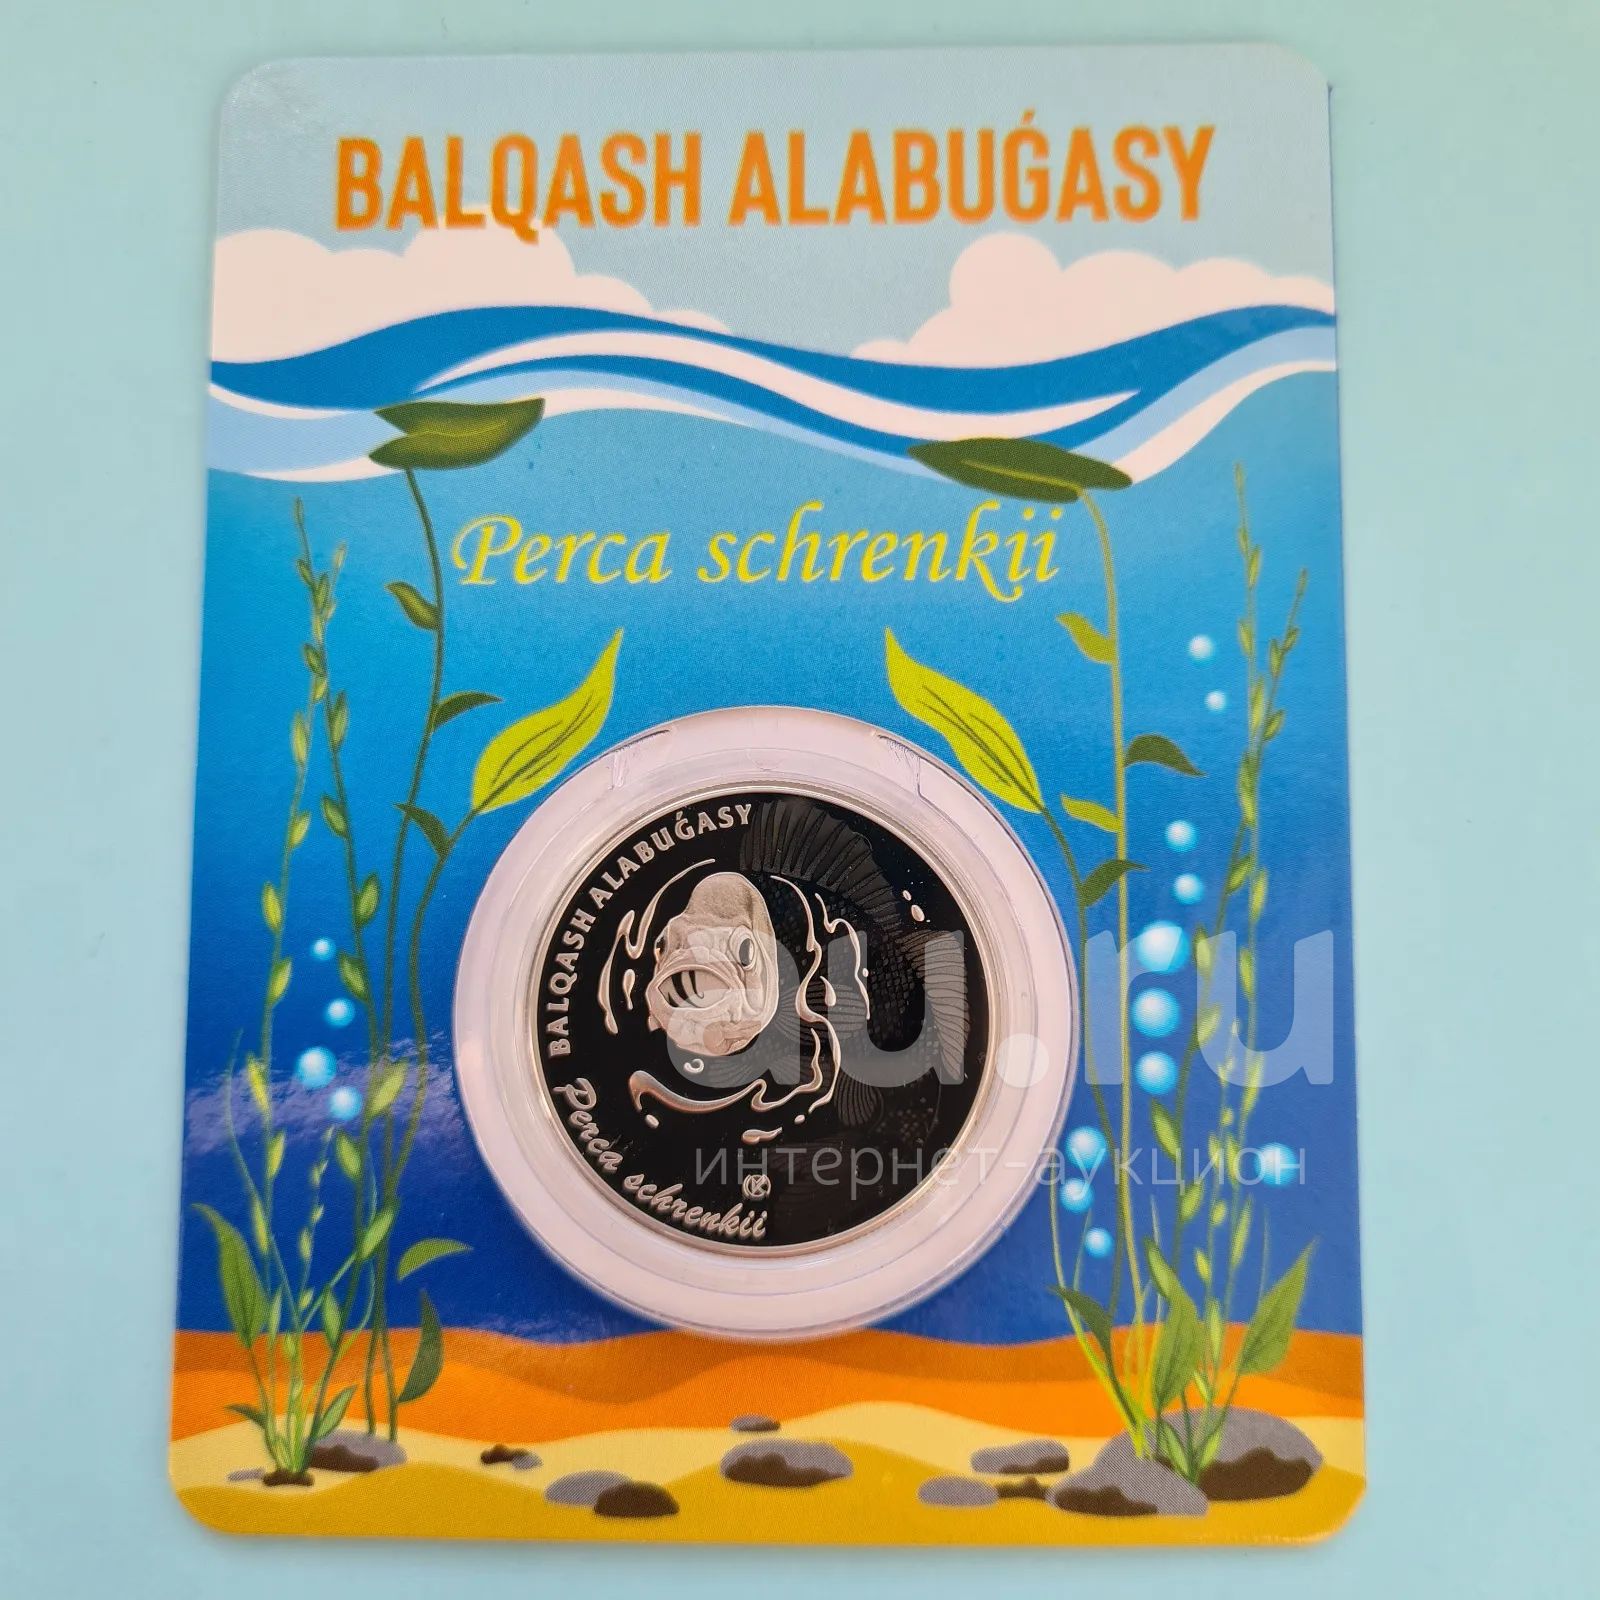 BALQASH ALABUǴASY
Perca schrenkii
BALQASH ALABUǴASY
Perca schrenkii
au.ru
интернет-аукцион